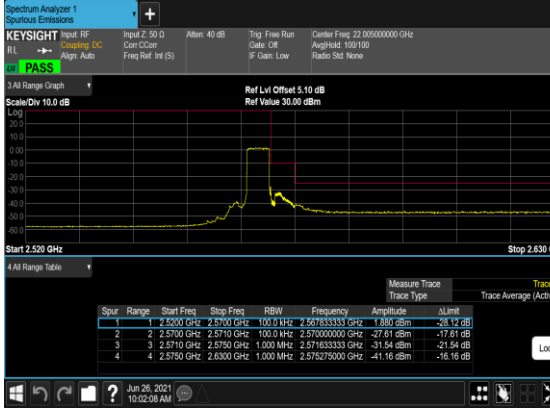 Spectrum Analyzer 1
Spurious Emissions
+
KEYSIGHT Input: RF Input Z: 50 Ω Atten: 40 dB Trig: Free Run Center Freq: 22.005000000 GHz
RL Coupling: DC Corr CCorr Gate: Off Avg|Hold: 100/100
Align: Auto Freq Ref: Int (S) IF Gain: Low Radio Std: None
LXI PASS
3 All Range Graph
Ref Lvl Offset 5.10 dB
Scale/Div 10.0 dB Ref Value 30.00 dBm
Log
20.0
10.0
0.00
-10.0
-20.0
-30.0
-40.0
-50.0
-60.0
Start 2.520 GHz Stop 2.630
4 All Range Table
Measure Trace Trac
Trace Type Trace Average (Acti
Spur Range Start Freq Stop Freq RBW Frequency Amplitude ΔLimit
1 1 2.5200 GHz 2.5700 GHz 100.0 kHz 2.567833333 GHz 1.880 dBm -28.12 dB
2 2 2.5700 GHz 2.5710 GHz 100.0 kHz 2.570000000 GHz -27.61 dBm -17.61 dB
3 3 2.5710 GHz 2.5750 GHz 1.000 MHz 2.571633333 GHz -31.54 dBm -21.54 dB
4 4 2.5750 GHz 2.6300 GHz 1.000 MHz 2.575275000 GHz -41.16 dBm -16.16 dB
Loc
? Jun 26, 2021
10:02:08 AM